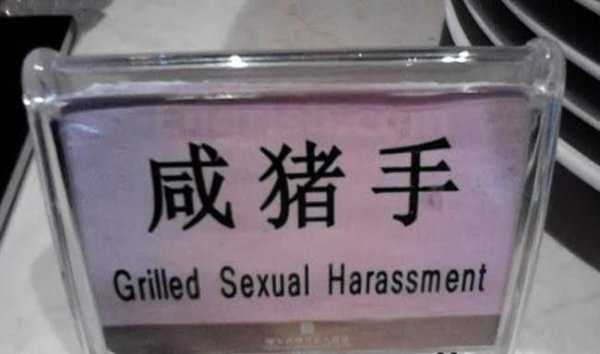 咸猪手
Grilled Sexual Harassment